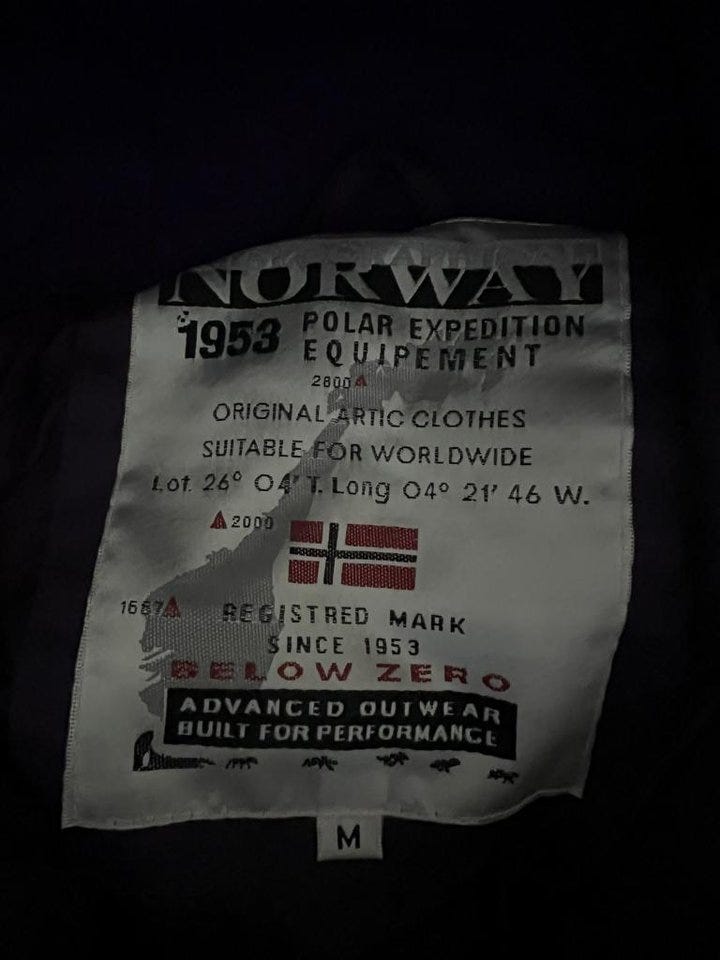 NORWAY
1953 POLAR EXPEDITION
EQUIPEMENT
2800
ORIGINAL ARTIC CLOTHES
SUITABLE FOR WORLDWIDE
Lot. 26° 04' T. Long 04° 21' 46 W.
2000
1567
REGISTRED MARK
SINCE 1953
BELOW ZERO
ADVANCED OUTWEAR
BUILT FOR PERFORMANCE
M